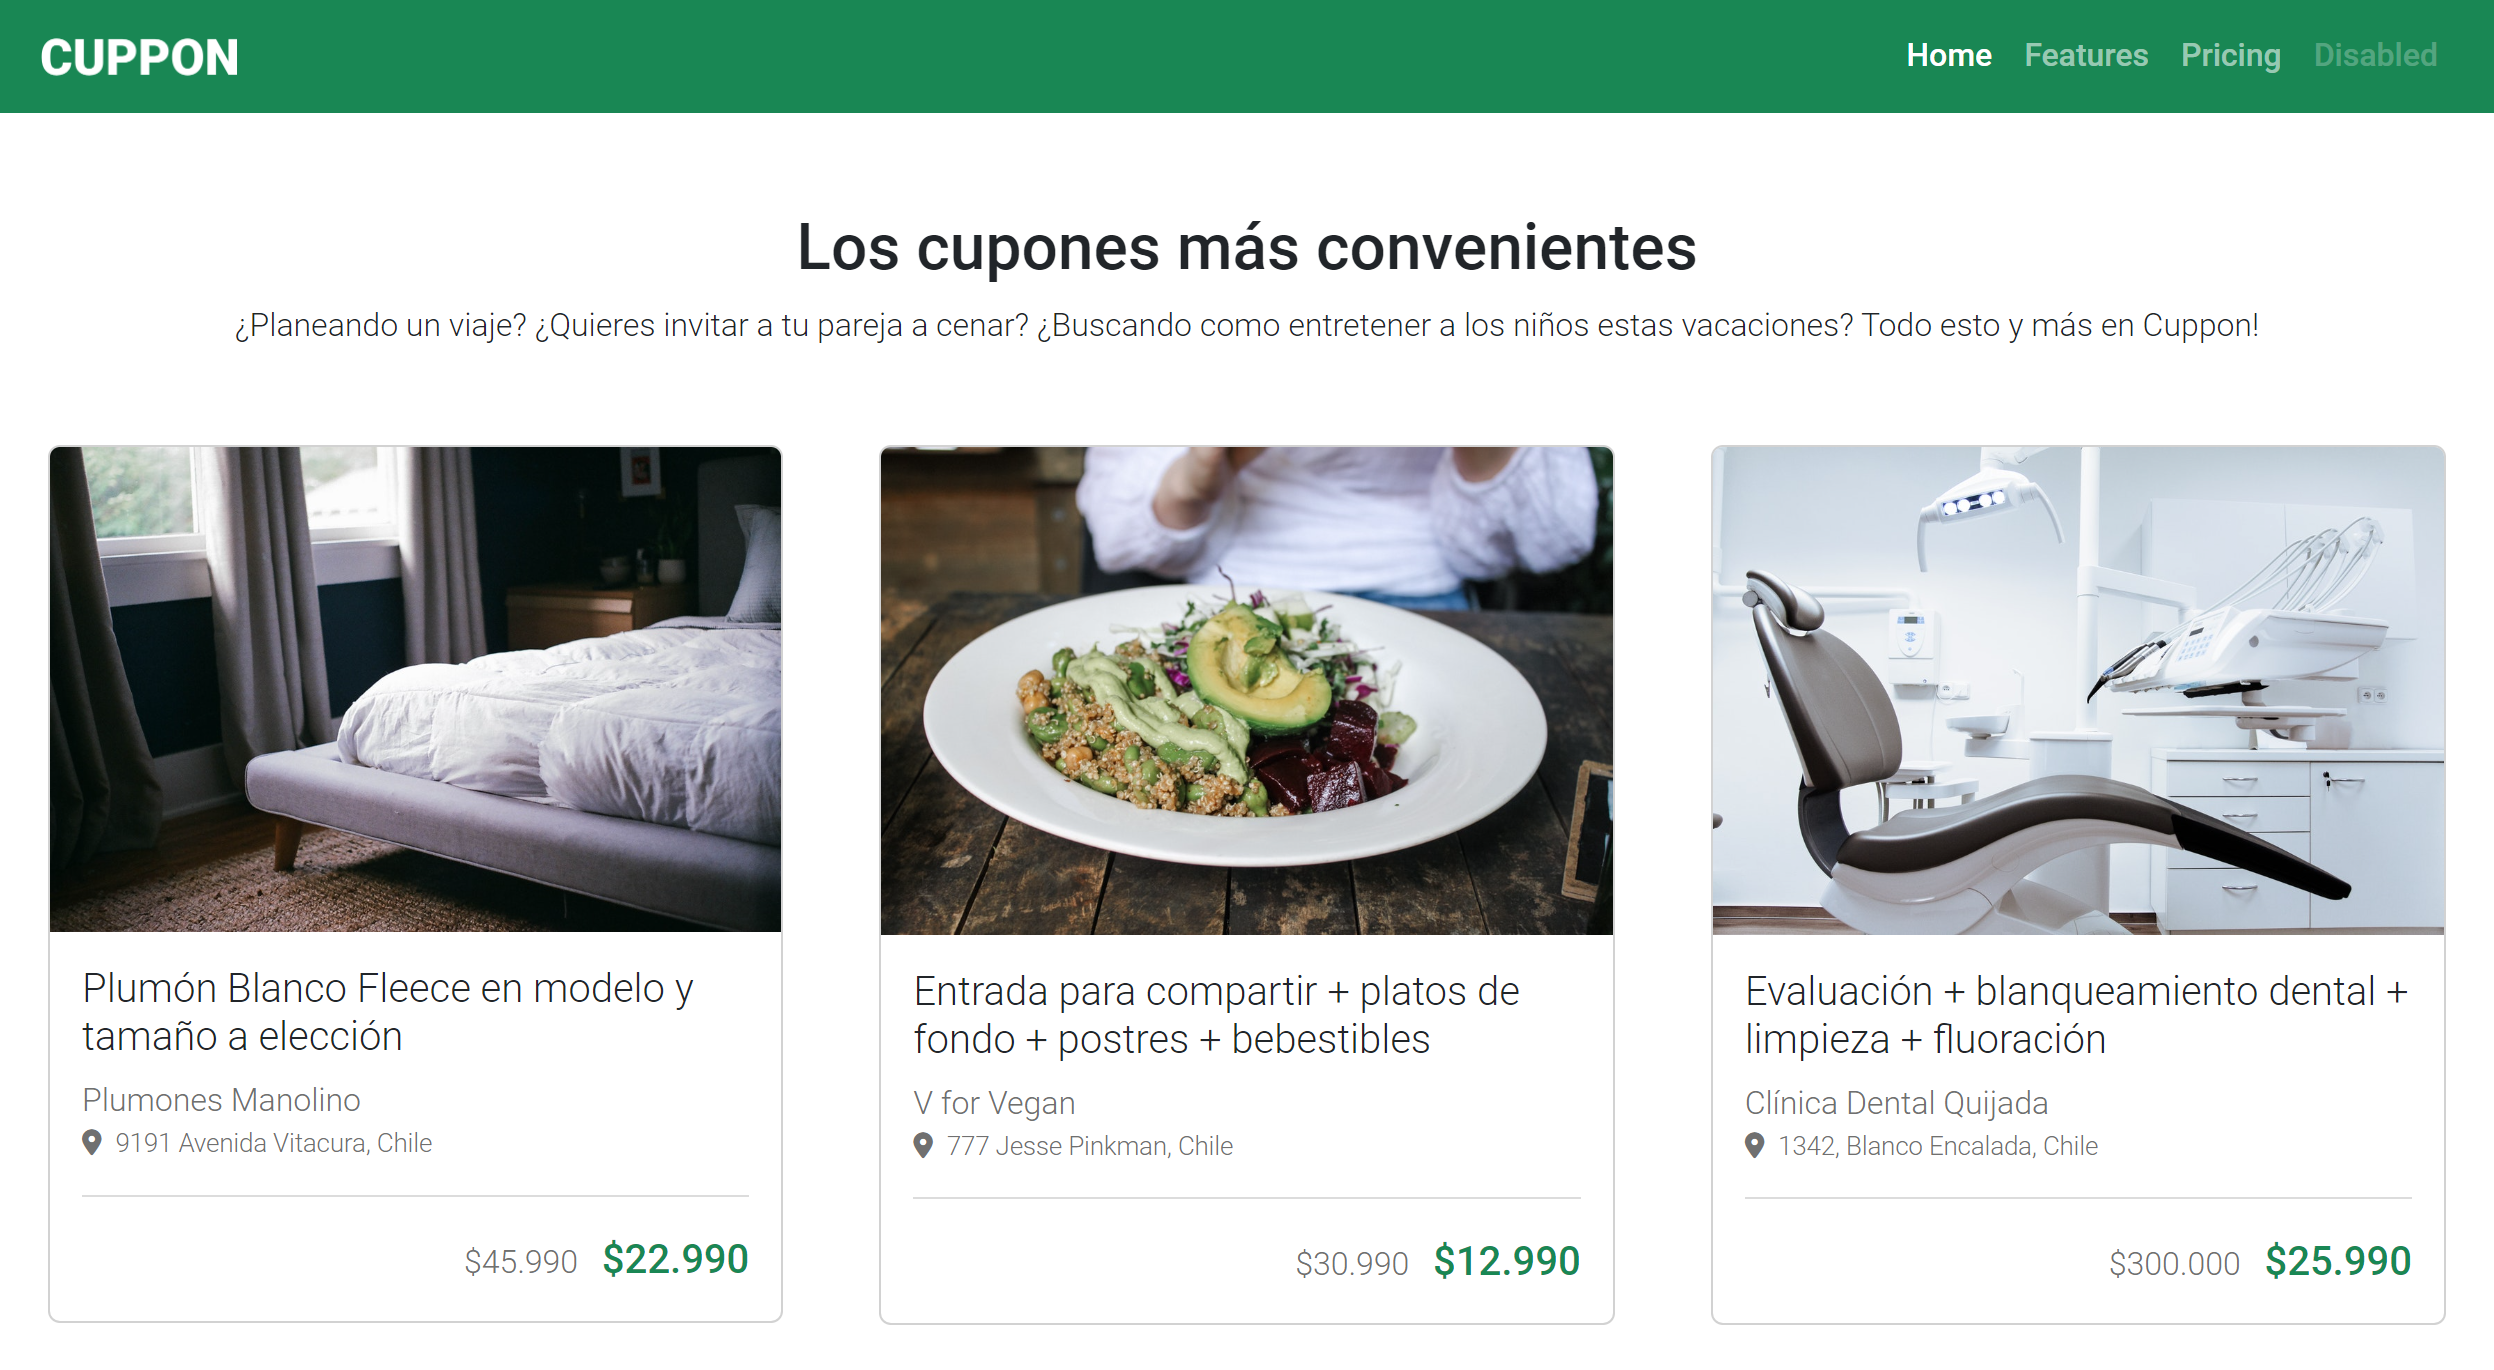 CUPPON
Home Features Pricing Disabled
Los cupones más convenientes
¿Planeando un viaje? ¿Quieres invitar a tu pareja a cenar? ¿Buscando como entretener a los niños estas vacaciones? Todo esto y más en Cuppon!
Plumón Blanco Fleece en modelo y
tamaño a elección
Plumones Manolino
9191 Avenida Vitacura, Chile
$45.990 $22.990
Entrada para compartir + platos de
fondo + postres + bebestibles
V for Vegan
777 Jesse Pinkman, Chile
$30.990 $12.990
Evaluación + blanqueamiento dental +
limpieza + fluoración
Clínica Dental Quijada
1342, Blanco Encalada, Chile
$300.000 $25.990